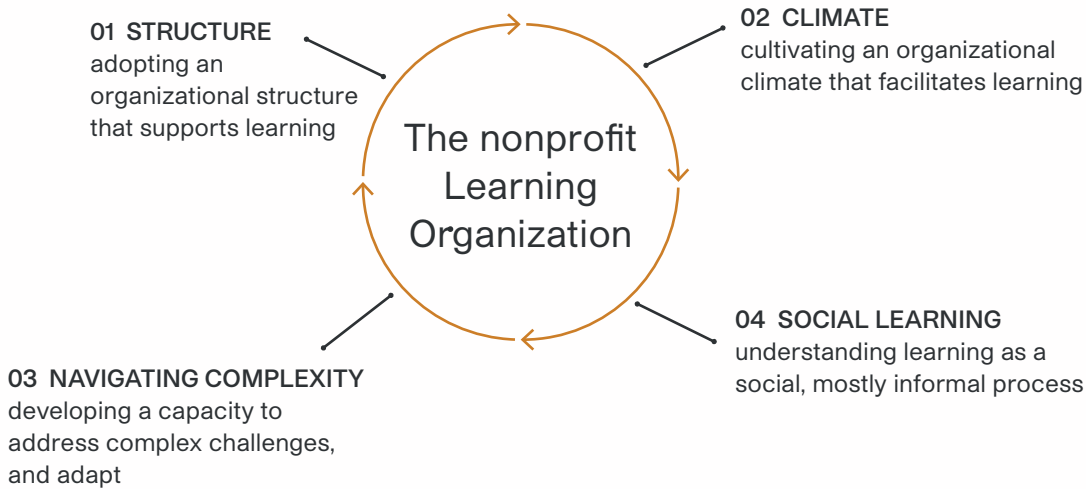 01 STRUCTURE
adopting an
organizational structure
that supports learning
02 CLIMATE
cultivating an organizational
climate that facilitates learning
The nonprofit
Learning
Organization
03 NAVIGATING COMPLEXITY
developing a capacity to
address complex challenges,
and adapt
04 SOCIAL LEARNING
understanding learning as a
social, mostly informal process